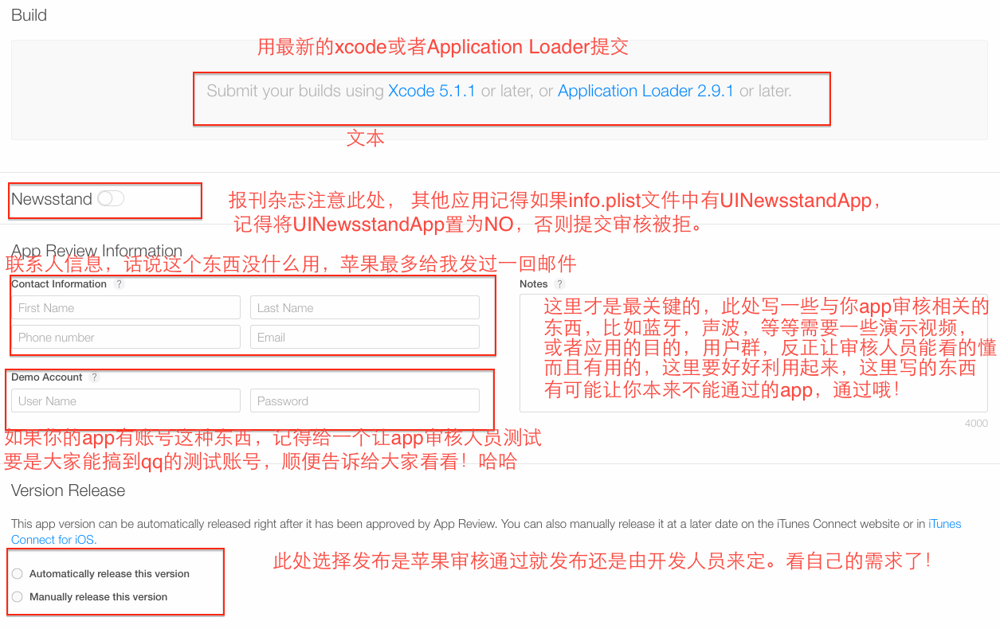 Build
用最新的xcode或者Application Loader提交
Submit your builds using Xcode 5.1.1 or later, or Application Loader 2.9.1 or later.
文本
Newsstand
报刊杂志注意此处， 其他应用记得如果info.plist文件中有UINewsstandApp，
记得将UINewsstandApp置为NO，否则提交审核被拒。
App Review Information
联系人信息，话说这个东西没什么用，苹果最多给我发过一回邮件
Contact Information ?
First Name
Last Name
Phone number
Email
Demo Account ?
User Name
Password
如果你的app有账号这种东西，记得给一个让app审核人员测试
要是大家能搞到qq的测试账号，顺便告诉给大家看看！哈哈
Notes ?
这里才是最关键的，此处写一些与你app审核相关的
东西，比如蓝牙，声波，等等需要一些演示视频，
或者应用的目的，用户群，反正让审核人员能看的懂
而且有用的，这里要好好利用起来，这里写的东西
有可能让你本来不能通过的app，通过哦！
4000
Version Release
This app version can be automatically released right after it has been approved by App Review. You can also manually release it at a later date on the iTunes Connect website or in iTunes
Connect for iOS.
Automatically release this version
Manually release this version
此处选择发布是苹果审核通过就发布还是由开发人员来定。看自己的需求了！